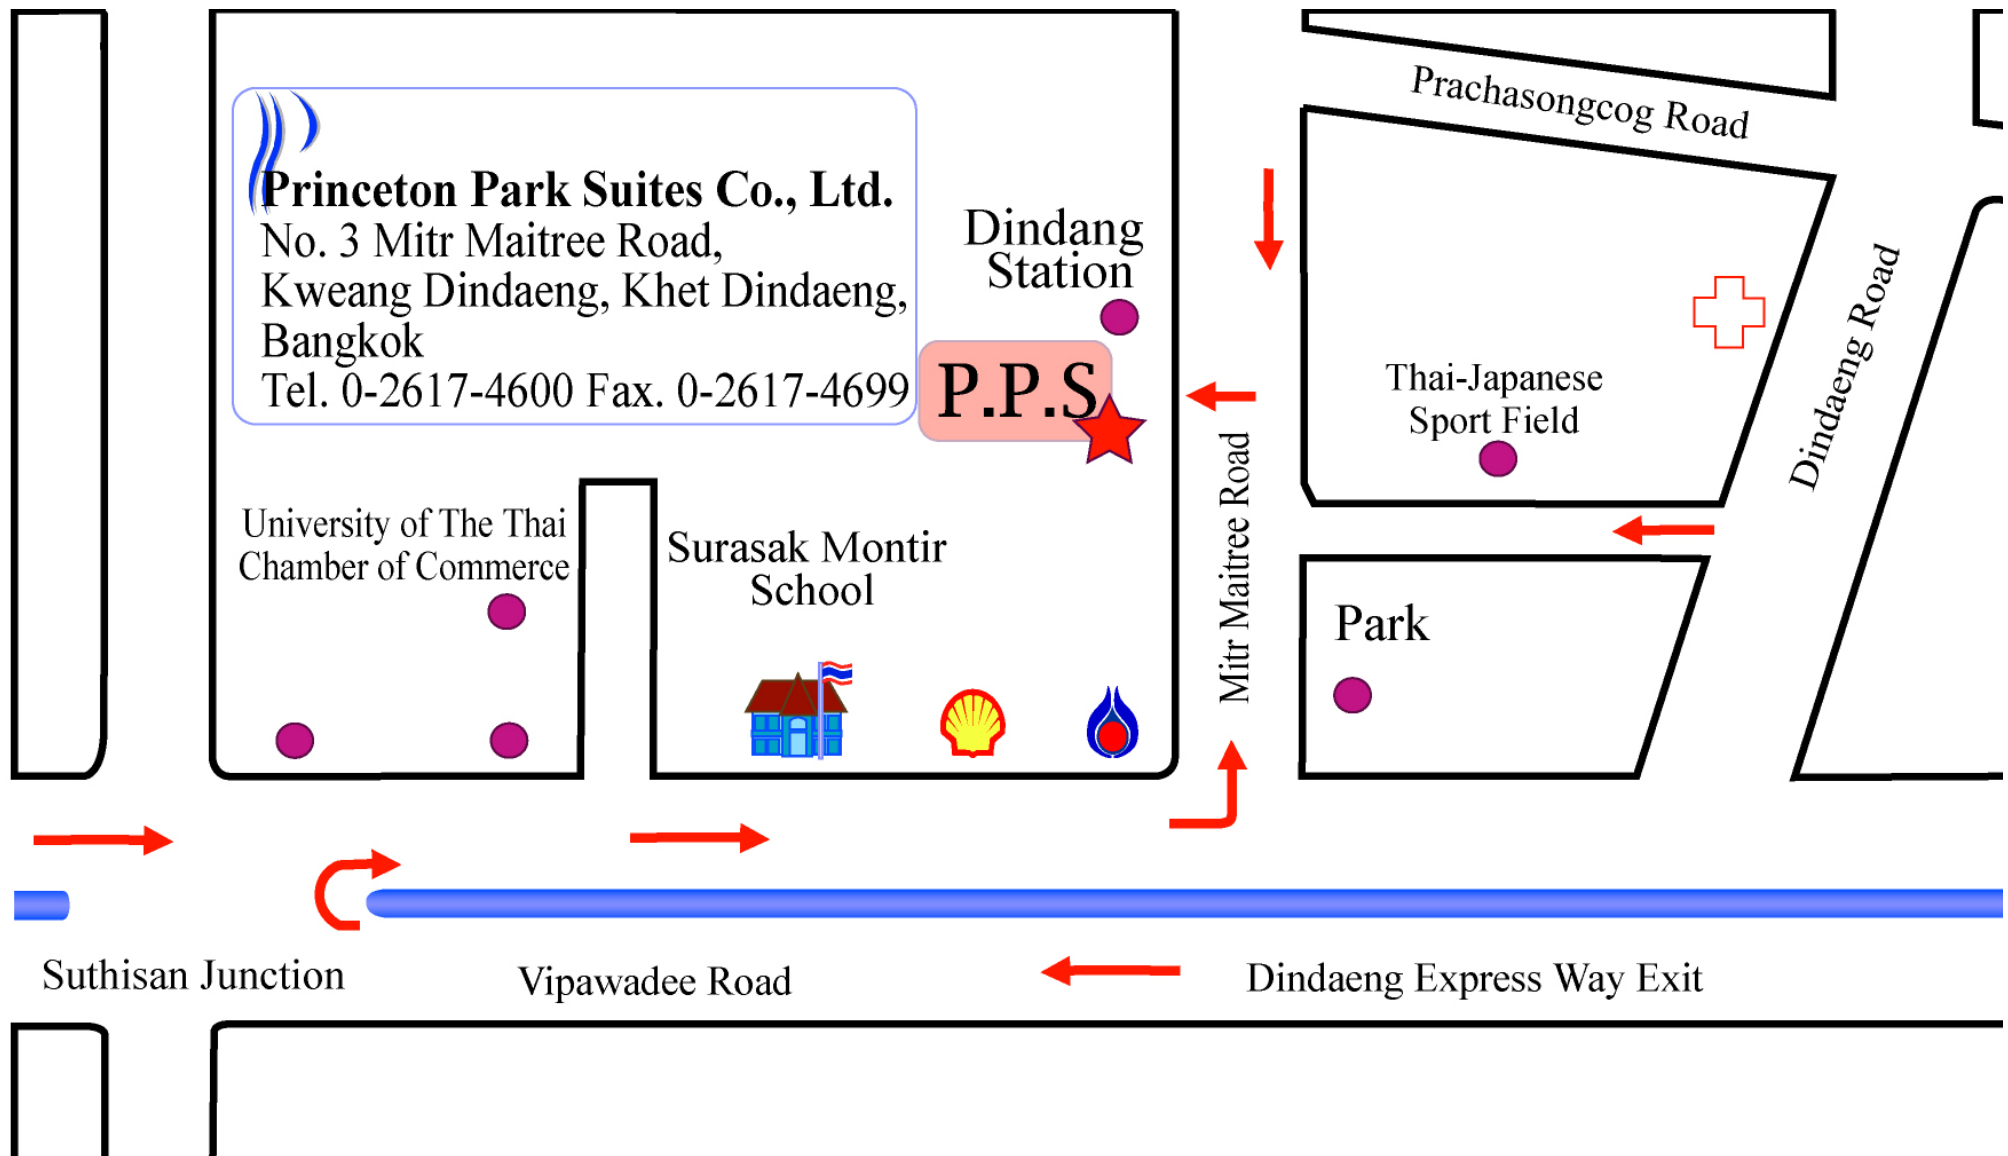 Prachasongcog Road
Princeton Park Suites Co., Ltd.
No. 3 Mitr Maitree Road,
Kweang Dindaeng, Khet Dindaeng,
Bangkok
Tel. 0-2617-4600 Fax. 0-2617-4699
Dindang
Station
P.P.S
Thai-Japanese
Sport Field
Dindaeng Road
Mitr Maitree Road
University of The Thai
Chamber of Commerce
Surasak Montir
School
Park
Suthisan Junction
Vipawadee Road
Dindaeng Express Way Exit